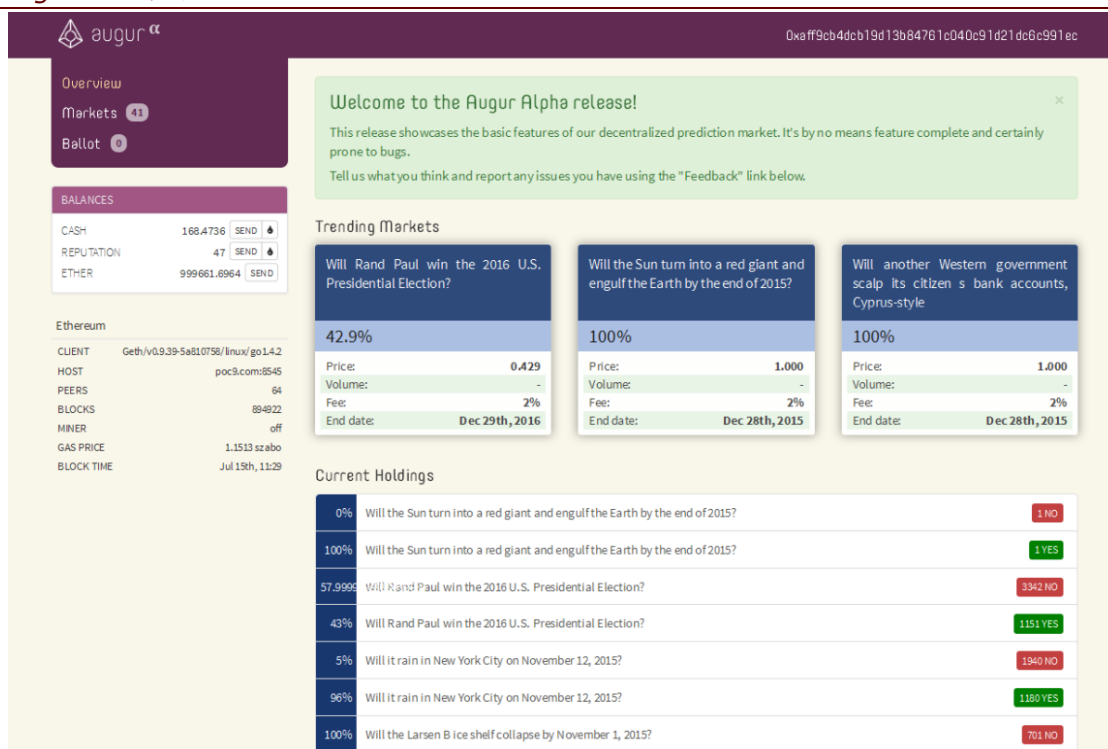 augur α
0xaff9cb4dcb19d13b84761c040c91d21dc6c991ec
Overview
Markets 41
Ballot 0
BALANCES
CASH 168.4736 SEND
REPUTATION 47 SEND
ETHER 999661.6964 SEND
Ethereum
CLIENT Geth/v0.9.39-5a810758/linux/go1.4.2
HOST poc9.com:8545
PEERS 64
BLOCKS 894922
MINER off
GAS PRICE 1.1513 szabo
BLOCK TIME Jul 15th, 11:29
Welcome to the Augur Alpha release! ×
This release showcases the basic features of our decentralized prediction market. It's by no means feature complete and certainly
prone to bugs.
Tell us what you think and report any issues you have using the "Feedback" link below.
Trending Markets
Will Rand Paul win the 2016 U.S.
Presidential Election?
42.9%
Price: 0.429
Volume: -
Fee: 2%
End date: Dec 29th, 2016
Will the Sun turn into a red giant and
engulf the Earth by the end of 2015?
100%
Price: 1.000
Volume: -
Fee: 2%
End date: Dec 28th, 2015
Will another Western government
scalp its citizen s bank accounts,
Cyprus-style
100%
Price: 1.000
Volume: -
Fee: 2%
End date: Dec 28th, 2015
Current Holdings
0% Will the Sun turn into a red giant and engulf the Earth by the end of 2015? 1 NO
100% Will the Sun turn into a red giant and engulf the Earth by the end of 2015? 1 YES
57.9999 Will Rand Paul win the 2016 U.S. Presidential Election? 3342 NO
43% Will Rand Paul win the 2016 U.S. Presidential Election? 1151 YES
5% Will it rain in New York City on November 12, 2015? 1940 NO
96% Will it rain in New York City on November 12, 2015? 1180 YES
100% Will the Larsen B ice shelf collapse by November 1, 2015? 701 NO